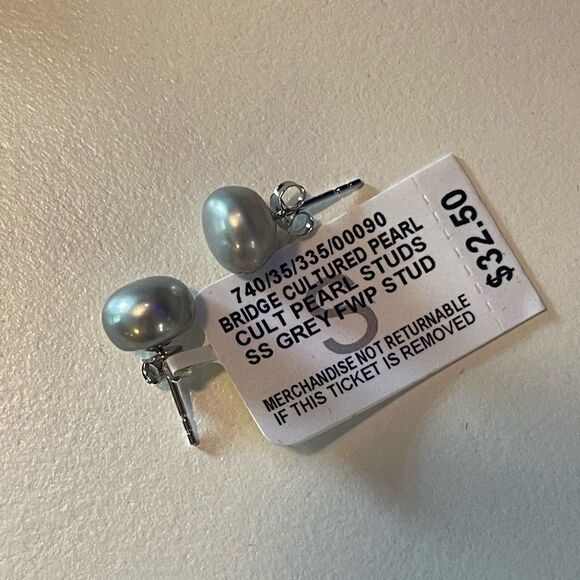 740/35/335/00090
BRIDGE CULTURED PEARL
CULT PEARL STUDS
SS GREY FWP STUD
S
MERCHANDISE NOT RETURNABLE
IF THIS TICKET IS REMOVED
$32.50